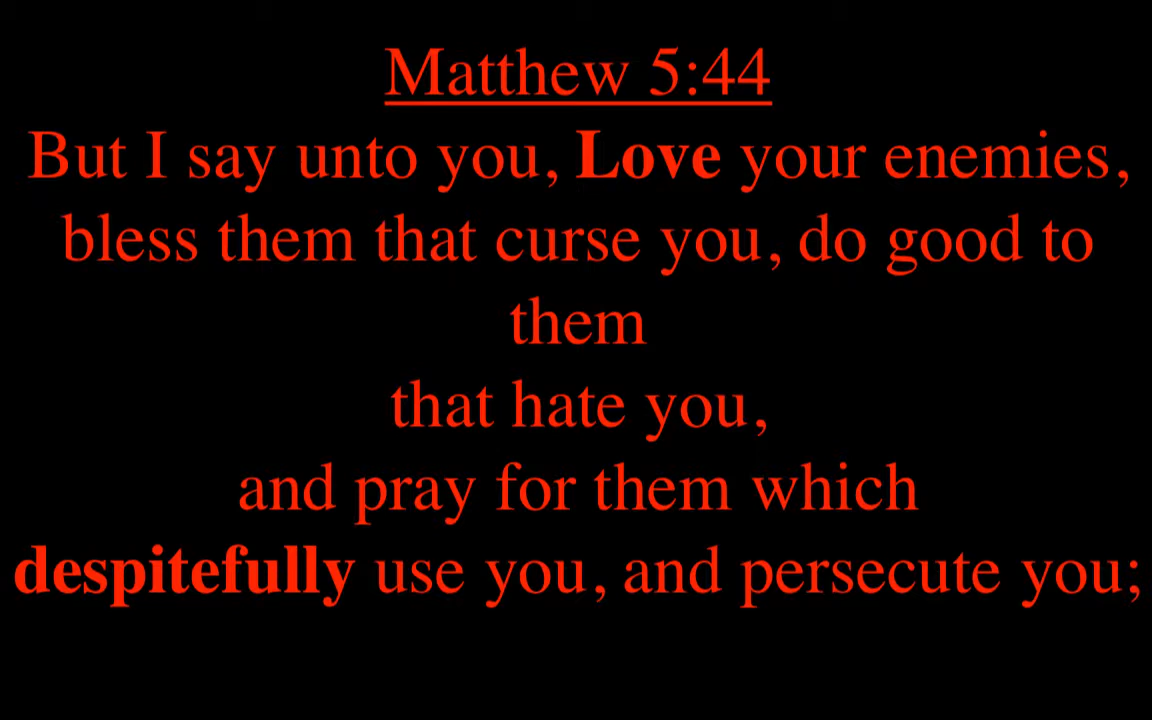 Matthew 5:44
But I say unto you, Love your enemies,
bless them that curse you, do good to
them
that hate you,
and pray for them which
despitefully use you, and persecute you;